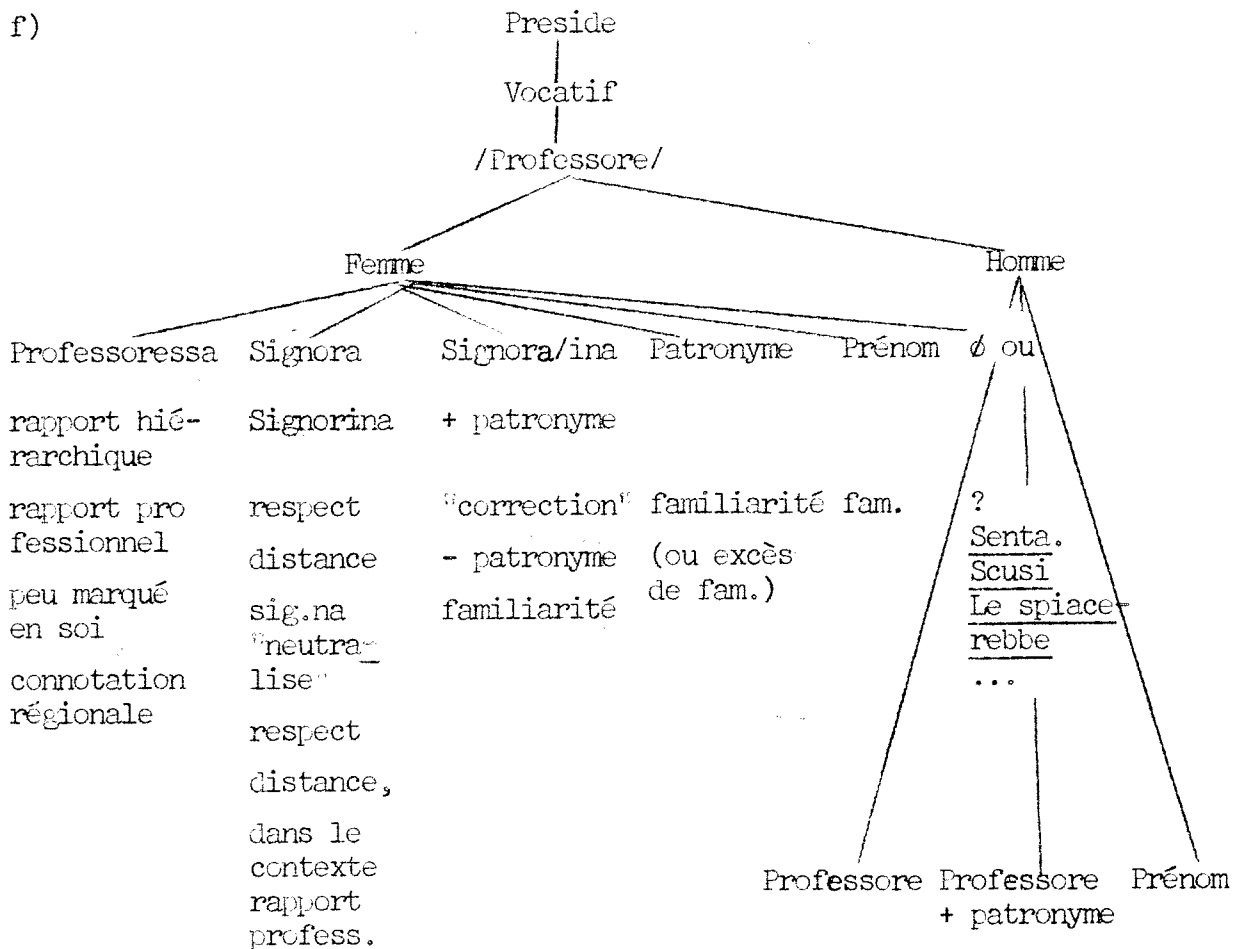 f)
Preside
Vocatif
/Professore/
Femme
Homme
Professoressa
rapport hié-
rarchique
rapport pro
fessionnel
peu marqué
en soi
connotation
régionale
Signora
Signorina
respect
distance
sig.na
"neutra-
lise"
respect
distance,
dans le
contexte
rapport
profess.
Signora/ina
+ patronyme
"correction"
- patronyme
familiarité
Patronyme
familiarité
(ou excès
de fam.)
Prénom
fam.
ø ou
?
Senta.
Scusi
Le spiace-
rebbe
...
Professore
Professore
+ patronyme
Prénom